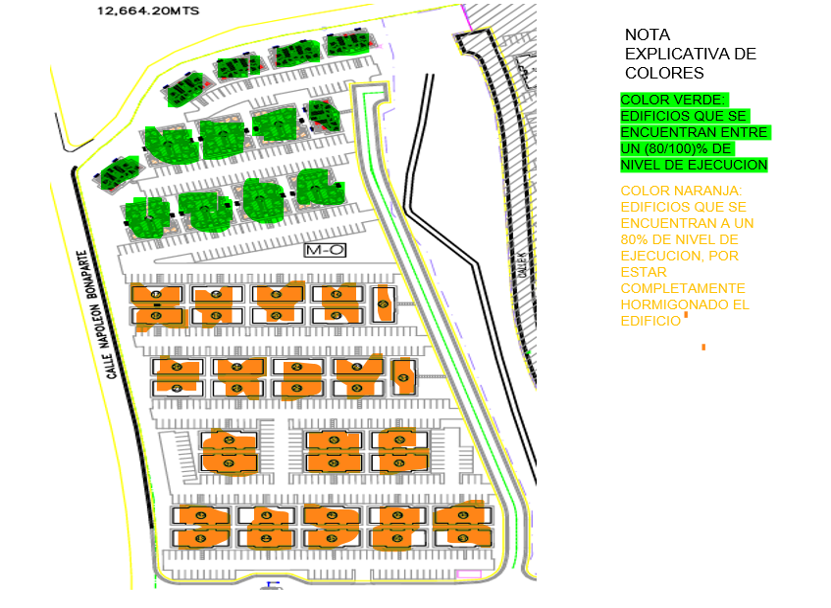 12,664.20MTS
NOTA
EXPLICATIVA DE
COLORES
COLOR VERDE:
EDIFICIOS QUE SE
ENCUENTRAN ENTRE
UN (80/100)% DE
NIVEL DE EJECUCION
COLOR NARANJA:
EDIFICIOS QUE SE
ENCUENTRAN A UN
80% DE NIVEL DE
EJECUCION, POR
ESTAR
COMPLETAMENTE
HORMIGONADO EL
EDIFICIO
M-O
CALLE NAPOLEON BONAPARTE
CALLE K